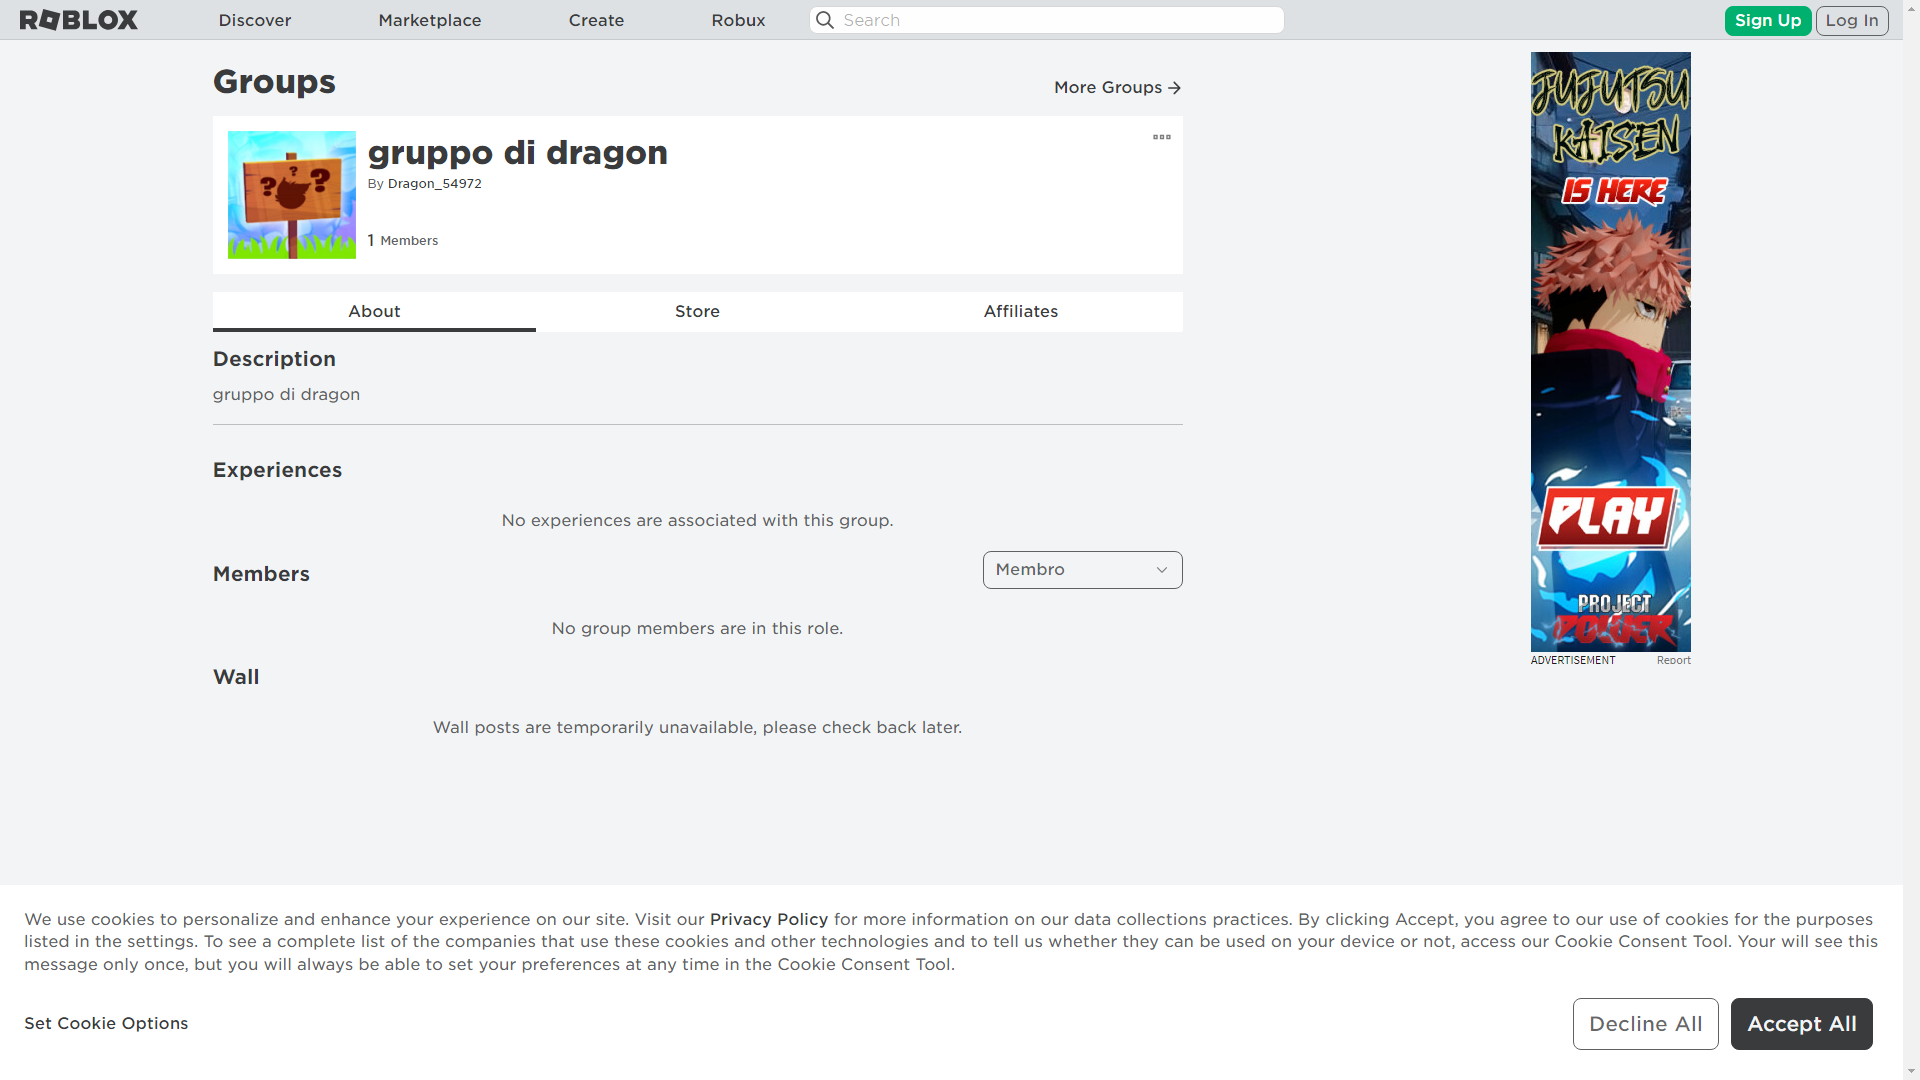 ROBLOX
Discover
Marketplace
Create
Robux
Search
Sign Up
Log In
Groups
More Groups
gruppo di dragon
By Dragon_54972
1 Members
About
Store
Affiliates
Description
gruppo di dragon
Experiences
No experiences are associated with this group.
Members
Membro
No group members are in this role.
Wall
Wall posts are temporarily unavailable, please check back later.
JUJUTSU
KAISEN
IS HERE
PLAY
PROJECT
POWER
ADVERTISEMENT
Report
We use cookies to personalize and enhance your experience on our site. Visit our Privacy Policy for more information on our data collections practices. By clicking Accept, you agree to our use of cookies for the purposes
listed in the settings. To see a complete list of the companies that use these cookies and other technologies and to tell us whether they can be used on your device or not, access our Cookie Consent Tool. Your will see this
message only once, but you will always be able to set your preferences at any time in the Cookie Consent Tool.
Set Cookie Options
Decline All
Accept All